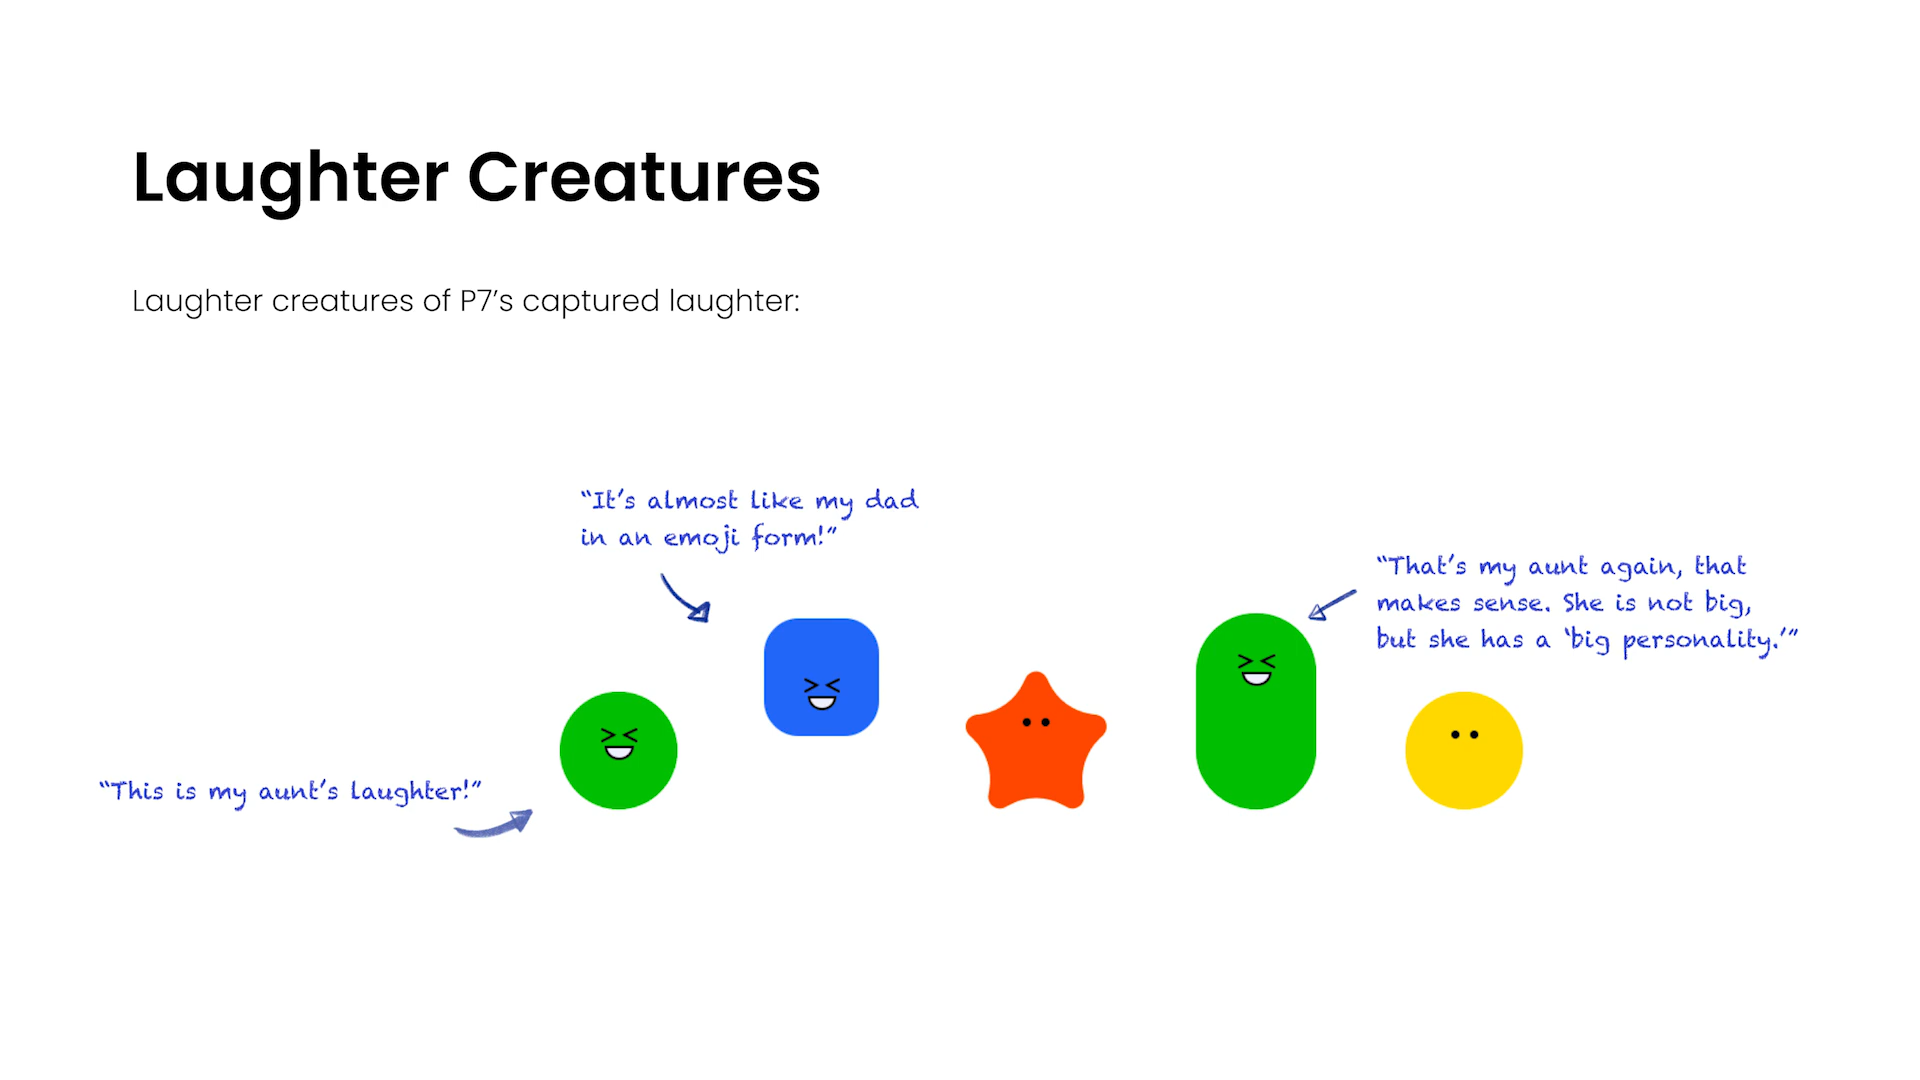 Laughter Creatures
Laughter creatures of P7’s captured laughter:
“It’s almost like my dad
in an emoji form!”
“That’s my aunt again, that
makes sense. She is not big,
but she has a ‘big personality.’”
“This is my aunt’s laughter!”